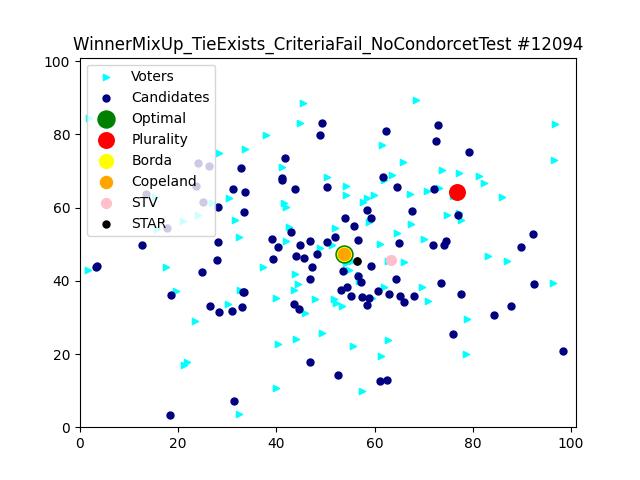 WinnerMixUp_TieExists_CriteriaFail_NoCondorcetTest #12094
100
80
60
40
20
0
0 20 40 60 80 100
Voters
Candidates
Optimal
Plurality
Borda
Copeland
STV
STAR